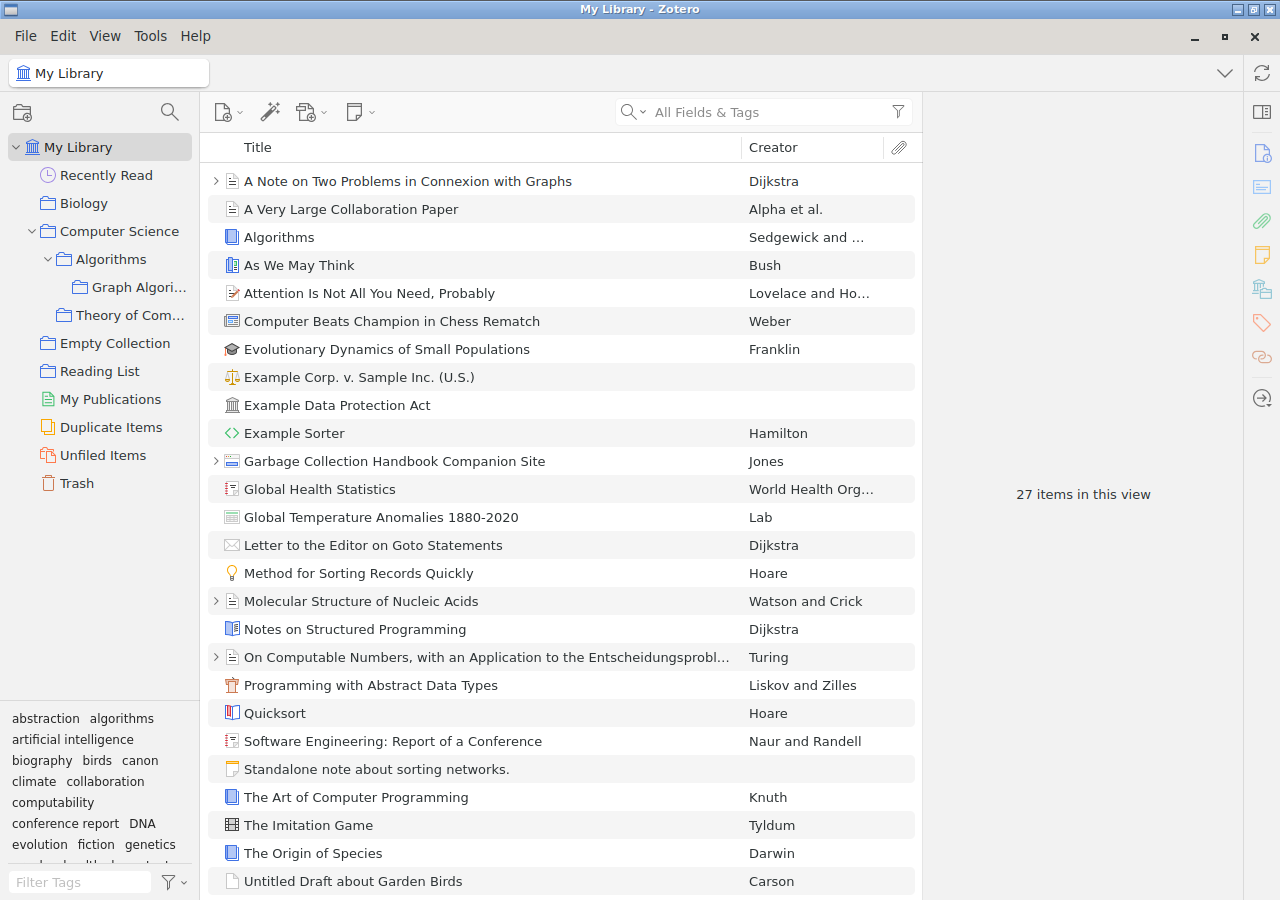 My Library - Zotero
File Edit View Tools Help
My Library
All Fields & Tags
My Library
Recently Read
Biology
Computer Science
Algorithms
Graph Algori...
Theory of Com...
Empty Collection
Reading List
My Publications
Duplicate Items
Unfiled Items
Trash
abstraction algorithms
artificial intelligence
biography birds canon
climate collaboration
computability
conference report DNA
evolution fiction genetics
Filter Tags
Title Creator
A Note on Two Problems in Connexion with Graphs Dijkstra
A Very Large Collaboration Paper Alpha et al.
Algorithms Sedgewick and ...
As We May Think Bush
Attention Is Not All You Need, Probably Lovelace and Ho...
Computer Beats Champion in Chess Rematch Weber
Evolutionary Dynamics of Small Populations Franklin
Example Corp. v. Sample Inc. (U.S.)
Example Data Protection Act
Example Sorter Hamilton
Garbage Collection Handbook Companion Site Jones
Global Health Statistics World Health Org...
Global Temperature Anomalies 1880-2020 Lab
Letter to the Editor on Goto Statements Dijkstra
Method for Sorting Records Quickly Hoare
Molecular Structure of Nucleic Acids Watson and Crick
Notes on Structured Programming Dijkstra
On Computable Numbers, with an Application to the Entscheidungsprobl... Turing
Programming with Abstract Data Types Liskov and Zilles
Quicksort Hoare
Software Engineering: Report of a Conference Naur and Randell
Standalone note about sorting networks.
The Art of Computer Programming Knuth
The Imitation Game Tyldum
The Origin of Species Darwin
Untitled Draft about Garden Birds Carson
27 items in this view